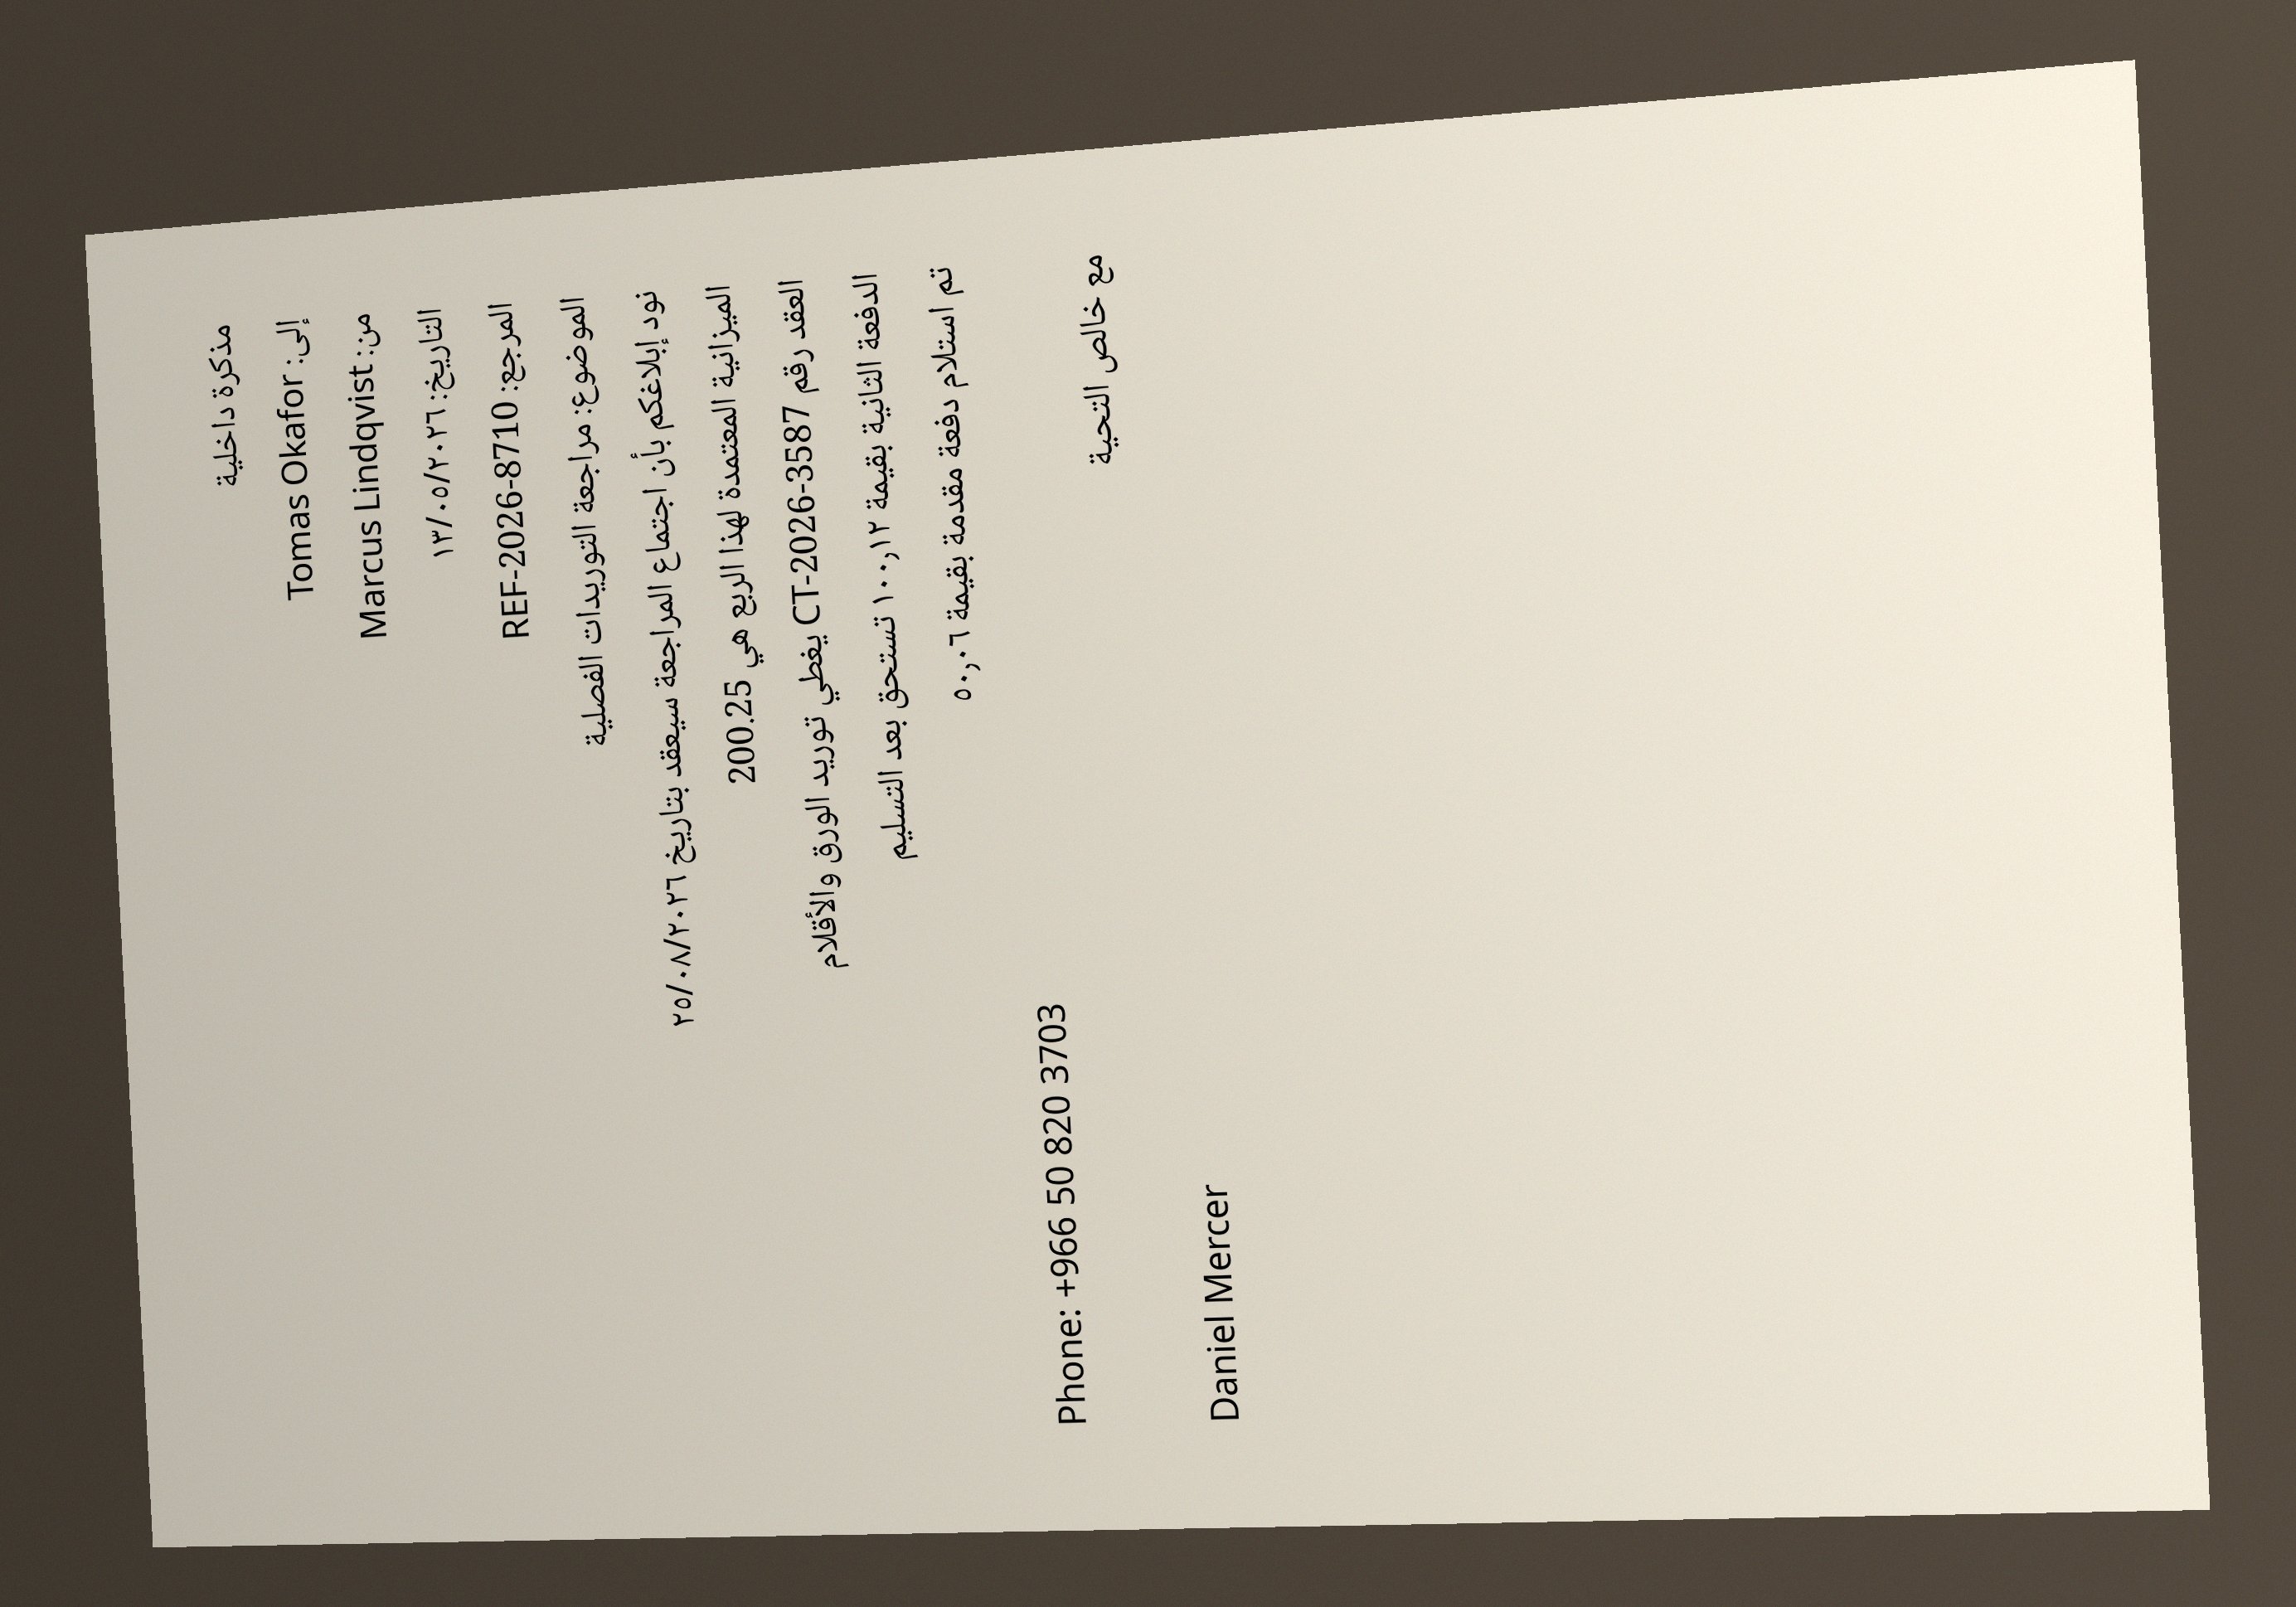 مذكرة داخلية
إلى: Tomas Okafor
من: Marcus Lindqvist
التاريخ: ١٣/٠٥/٢٠٢٦
المرجع: REF-2026-8710
الموضوع: مراجعة التوريدات الفصلية
نود إبلاغكم بأن اجتماع المراجعة سيعقد بتاريخ ٢٥/٠٨/٢٠٢٦
الميزانية المعتمدة لهذا الربع هي 200.25
العقد رقم CT-2026-3587 يغطي توريد الورق والأقلام
الدفعة الثانية بقيمة ١٠٠٫١٢ تستحق بعد التسليم
تم استلام دفعة مقدمة بقيمة ٥٠٫٠٦
Phone: +966 50 820 3703
مع خالص التحية
Daniel Mercer